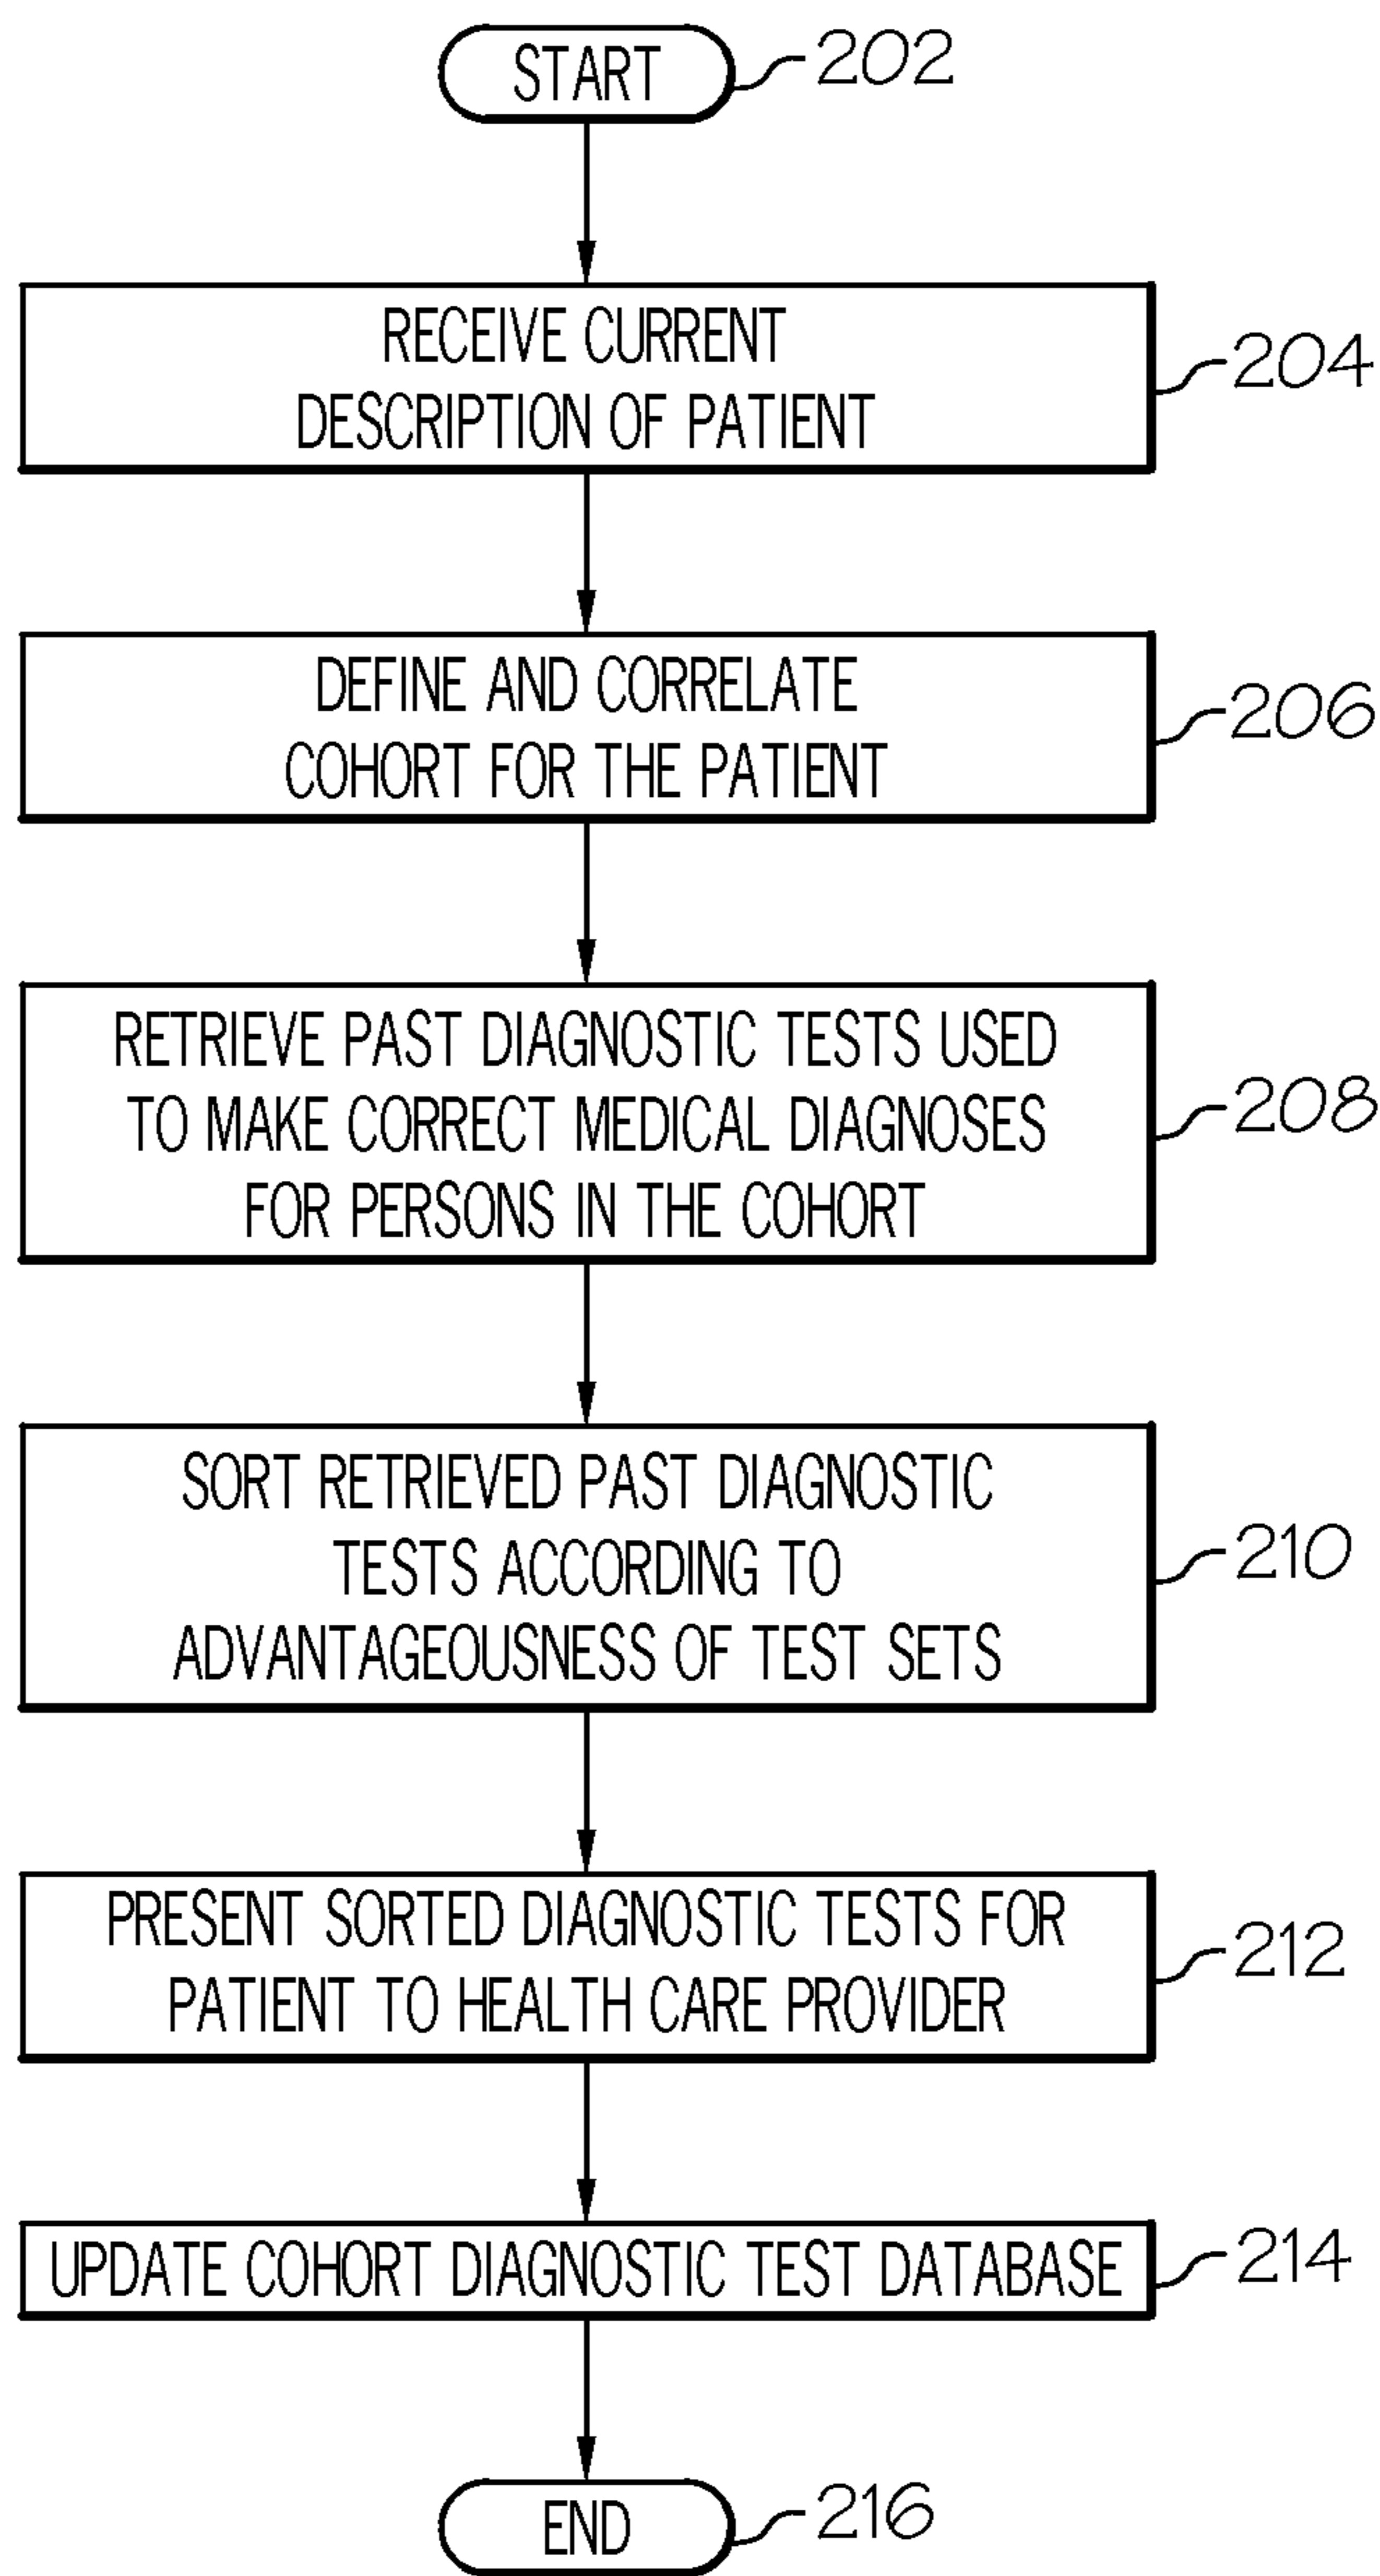 START
202
RECEIVE CURRENT
DESCRIPTION OF PATIENT
204
DEFINE AND CORRELATE
COHORT FOR THE PATIENT
206
RETRIEVE PAST DIAGNOSTIC TESTS USED
TO MAKE CORRECT MEDICAL DIAGNOSES
FOR PERSONS IN THE COHORT
208
SORT RETRIEVED PAST DIAGNOSTIC
TESTS ACCORDING TO
ADVANTAGEOUSNESS OF TEST SETS
210
PRESENT SORTED DIAGNOSTIC TESTS FOR
PATIENT TO HEALTH CARE PROVIDER
212
UPDATE COHORT DIAGNOSTIC TEST DATABASE
214
END
216